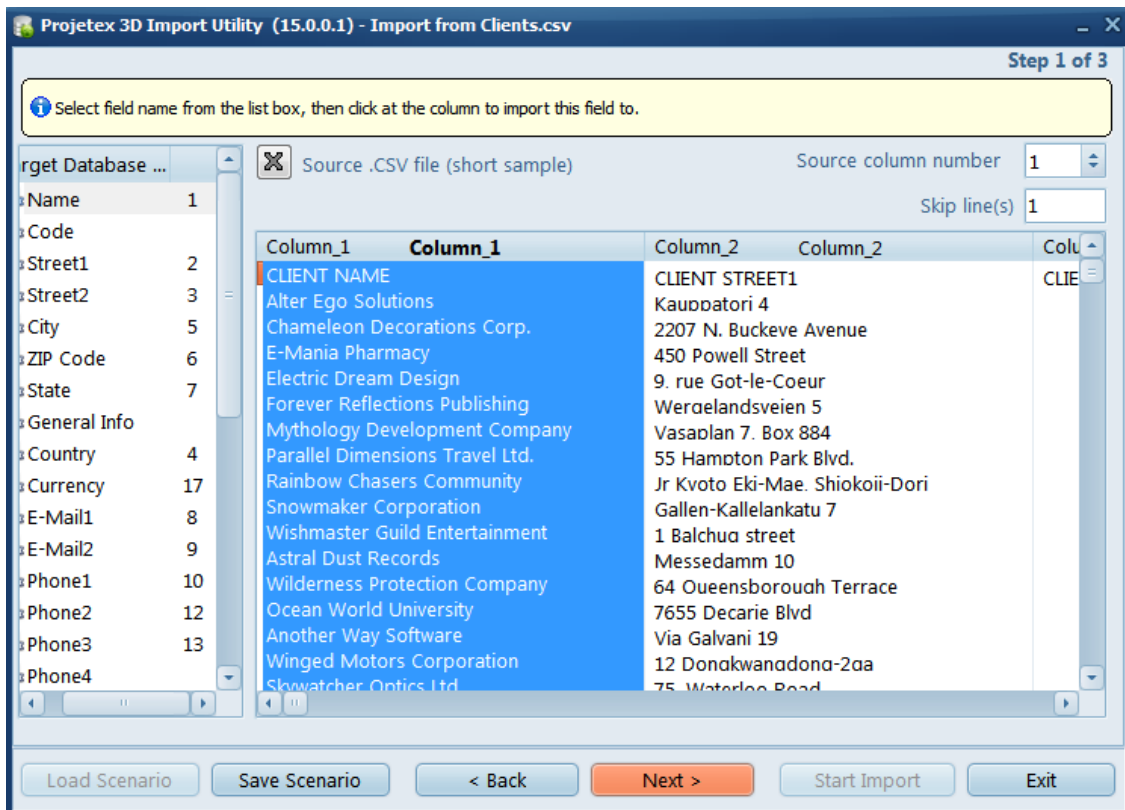 Projetex 3D Import Utility (15.0.0.1) - Import from Clients.csv
Step 1 of 3
Select field name from the list box, then click at the column to import this field to.
rget Database ...
Name 1
Code
Street1 2
Street2 3
City 5
ZIP Code 6
State 7
General Info
Country 4
Currency 17
E-Mail1 8
E-Mail2 9
Phone1 10
Phone2 12
Phone3 13
Phone4
Source .CSV file (short sample)
Source column number 1
Skip line(s) 1
Column_1 Column_1 Column_2 Column_2 Colu
CLIENT NAME CLIENT STREET1 CLIE
Alter Ego Solutions Kauppatori 4
Chameleon Decorations Corp. 2207 N. Buckeye Avenue
E-Mania Pharmacy 450 Powell Street
Electric Dream Design 9. rue Got-le-Coeur
Forever Reflections Publishing Wergelandsveien 5
Mythology Development Company Vasaplan 7. Box 884
Parallel Dimensions Travel Ltd. 55 Hampton Park Blvd.
Rainbow Chasers Community Jr Kyoto Eki-Mae. Shiokoji-Dori
Snowmaker Corporation Gallen-Kallelankatu 7
Wishmaster Guild Entertainment 1 Balchug street
Astral Dust Records Messedamm 10
Wilderness Protection Company 64 Queensborough Terrace
Ocean World University 7655 Decarie Blvd
Another Way Software Via Galvani 19
Winged Motors Corporation 12 Dongkwangdong-2ga
Skywatcher Optics Ltd 75. Waterloo Road
Load Scenario
Save Scenario
< Back
Next >
Start Import
Exit